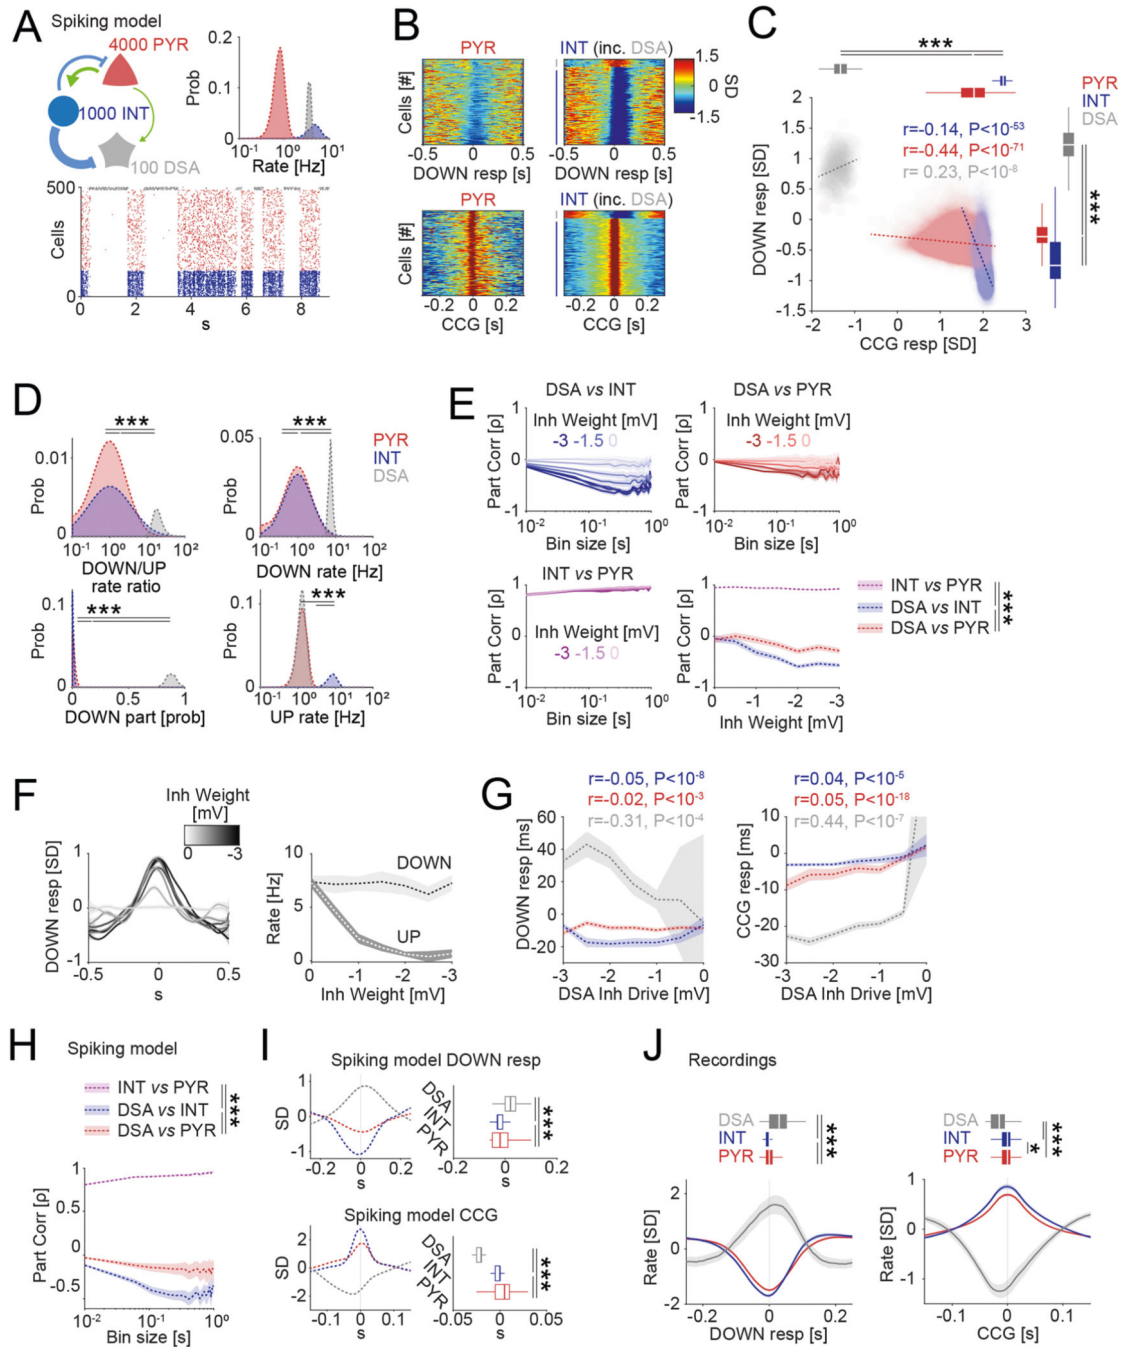 A Spiking model
4000 PYR
1000 INT
100 DSA
Prob
0.2
0.1
0
10-1 100 101
Rate [Hz]
Cells
500
0
0 2 4 6 8
s
B
PYR
INT (inc. DSA)
1.5
0
-1.5
SD
Cells [#]
-0.5 0 0.5
DOWN resp [s]
-0.5 0 0.5
DOWN resp [s]
PYR
INT (inc. DSA)
Cells [#]
-0.2 0 0.2
CCG [s]
-0.2 0 0.2
CCG [s]
C
***
PYR
INT
DSA
r=-0.14, P<10-53
r=-0.44, P<10-71
r= 0.23, P<10-8
***
DOWN resp [SD]
2
1.5
1
0.5
0
-0.5
-1
-1.5
-2 -1 0 1 2 3
CCG resp [SD]
D
***
Prob
0.01
0
10-1 100 101 102
DOWN/UP
rate ratio
***
0.05
Prob
0
10-1 100 101 102
DOWN rate [Hz]
PYR
INT
DSA
***
0.1
Prob
0
0 0.5 1
DOWN part [prob]
***
0.1
Prob
0
10-1 100 101 102
UP rate [Hz]
E
DSA vs INT
Inh Weight [mV]
-3 -1.5 0
Part Corr [ρ]
1
0
-1
10-2 10-1 100
Bin size [s]
DSA vs PYR
Inh Weight [mV]
-3 -1.5 0
Part Corr [ρ]
1
0
-1
10-2 10-1 100
Bin size [s]
INT vs PYR
Inh Weight [mV]
-3 -1.5 0
Part Corr [ρ]
1
0
-1
10-2 10-1 100
Bin size [s]
Part Corr [ρ]
1
0
-1
0 -1 -2 -3
Inh Weight [mV]
INT vs PYR
DSA vs INT
DSA vs PYR
***
F
Inh Weight
[mV]
0 -3
DOWN resp [SD]
1
0
-1
-0.5 0 0.5
s
Rate [Hz]
10
5
0
DOWN
UP
0 -1 -2 -3
Inh Weight [mV]
G
r=-0.05, P<10-8
r=-0.02, P<10-3
r=-0.31, P<10-4
DOWN resp [ms]
60
40
20
0
-20
-3 -2 -1 0
DSA Inh Drive [mV]
r=0.04, P<10-5
r=0.05, P<10-18
r=0.44, P<10-7
CCG resp [ms]
10
0
-10
-20
-30
-3 -2 -1 0
DSA Inh Drive [mV]
H Spiking model
INT vs PYR
DSA vs INT
DSA vs PYR
***
Part Corr [ρ]
1
0.5
0
-0.5
10-2 10-1 100
Bin size [s]
I
Spiking model DOWN resp
SD
1
0
-1
-0.2 0 0.2
s
DSA
INT
PYR
***
-0.2 0 0.2
s
Spiking model CCG
SD
2
0
-2
-0.1 0 0.1
s
DSA
INT
PYR
***
-0.05 0 0.05
s
J Recordings
DSA
INT
PYR
***
Rate [SD]
2
0
-2
-0.2 0 0.2
DOWN resp [s]
DSA
INT
PYR
*
***
Rate [SD]
1
0
-1
-0.1 0 0.1
CCG [s]